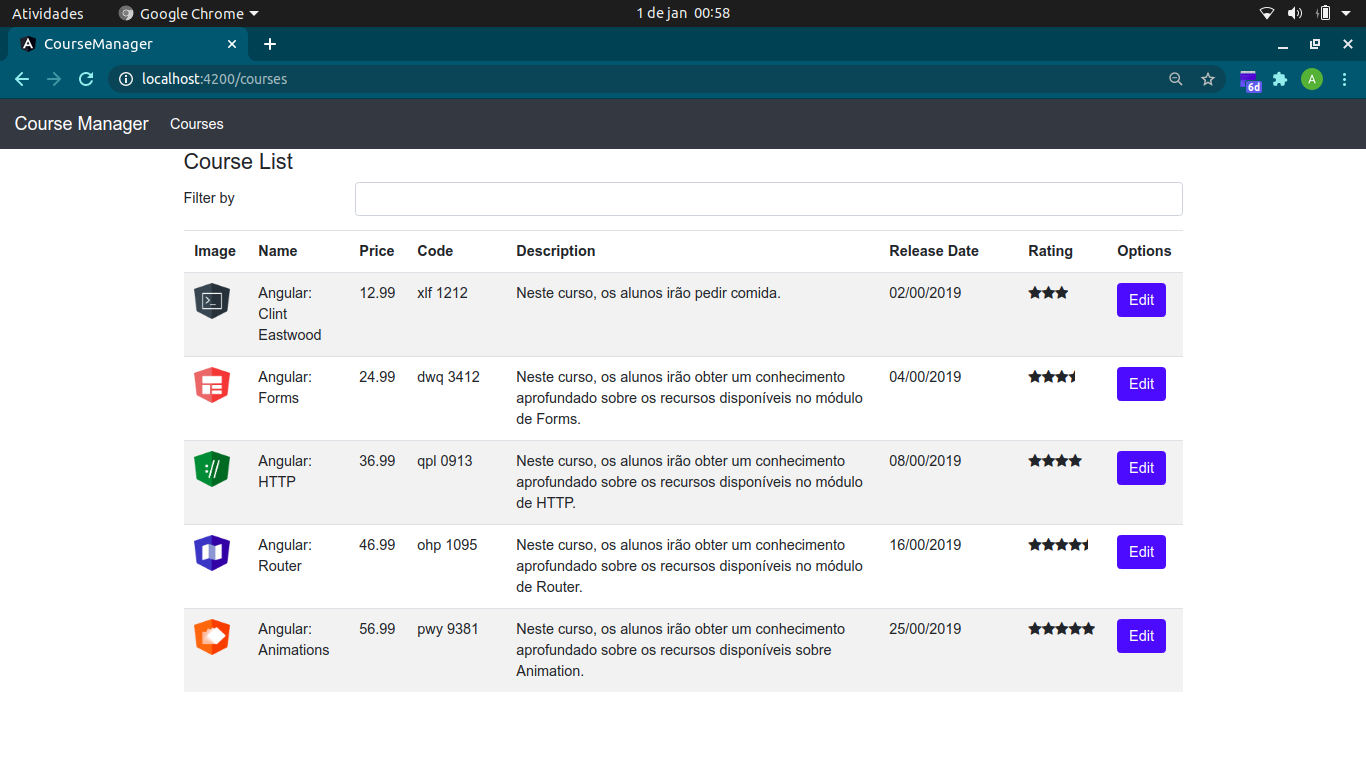 Atividades Google Chrome 1 de jan 00:58
CourseManager
localhost:4200/courses 6d A
Course Manager Courses
Course List
Filter by
Image Name Price Code Description Release Date Rating Options
Angular: 12.99 xlf 1212 Neste curso, os alunos irão pedir comida. 02/00/2019 Edit
Clint
Eastwood
Angular: 24.99 dwq 3412 Neste curso, os alunos irão obter um conhecimento 04/00/2019 Edit
Forms aprofundado sobre os recursos disponíveis no módulo
de Forms.
Angular: 36.99 qpl 0913 Neste curso, os alunos irão obter um conhecimento 08/00/2019 Edit
HTTP aprofundado sobre os recursos disponíveis no módulo
de HTTP.
Angular: 46.99 ohp 1095 Neste curso, os alunos irão obter um conhecimento 16/00/2019 Edit
Router aprofundado sobre os recursos disponíveis no módulo
de Router.
Angular: 56.99 pwy 9381 Neste curso, os alunos irão obter um conhecimento 25/00/2019 Edit
Animations aprofundado sobre os recursos disponíveis sobre
Animation.